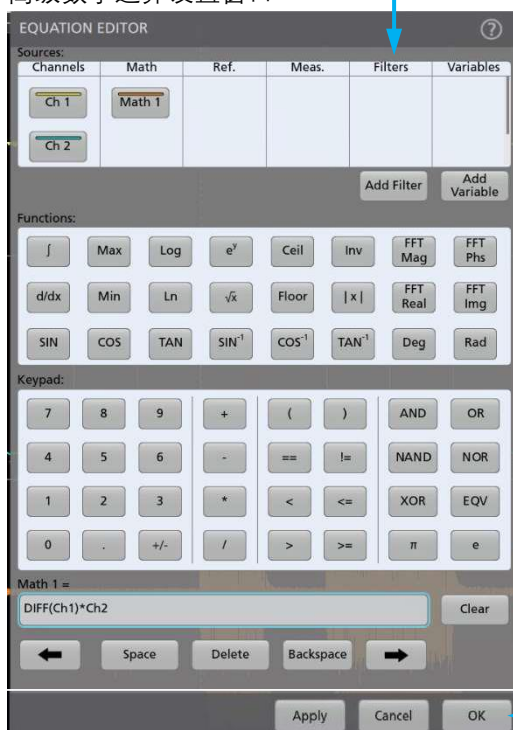 EQUATION EDITOR ?
Sources:
Channels Math Ref. Meas. Filters Variables
Ch 1 Math 1
Ch 2
Add Filter Add Variable
Functions:
∫ Max Log eʸ Ceil Inv FFT Mag FFT Phs
d/dx Min Ln √x Floor |x| FFT Real FFT Img
SIN COS TAN SIN⁻¹ COS⁻¹ TAN⁻¹ Deg Rad
Keypad:
7 8 9 + ( ) AND OR
4 5 6 - == != NAND NOR
1 2 3 * < <= XOR EQV
0 . +/- / > >= π e
Math 1 =
DIFF(Ch1)*Ch2 Clear
Space Delete Backspace
Apply Cancel OK